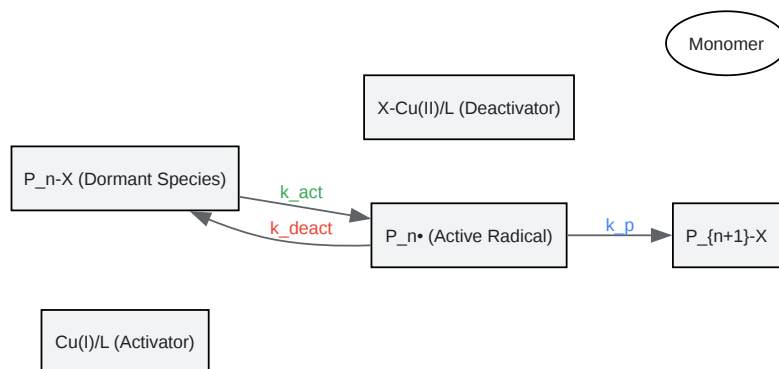 Monomer
X-Cu(II)/L (Deactivator)
P_n-X (Dormant Species)
k_act
k_deact
P_n• (Active Radical)
k_p
P_{n+1}-X
Cu(I)/L (Activator)